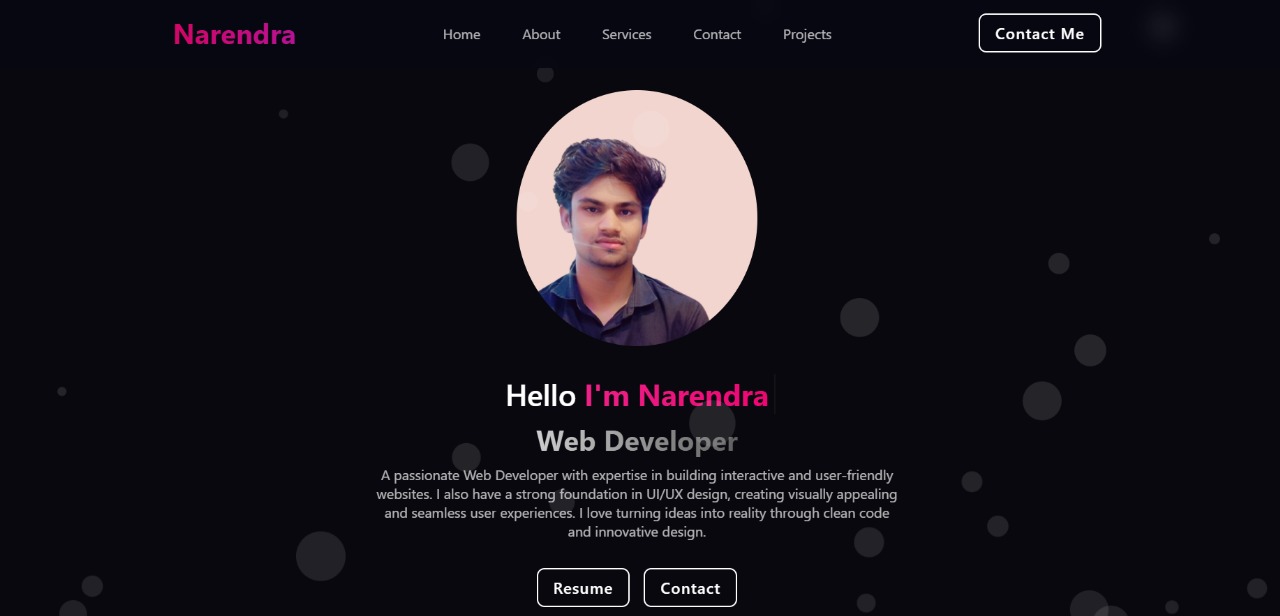 Narendra
Home
About
Services
Contact
Projects
Contact Me
Hello I'm Narendra
Web Developer
A passionate Web Developer with expertise in building interactive and user-friendly
websites. I also have a strong foundation in UI/UX design, creating visually appealing
and seamless user experiences. I love turning ideas into reality through clean code
and innovative design.
Resume
Contact